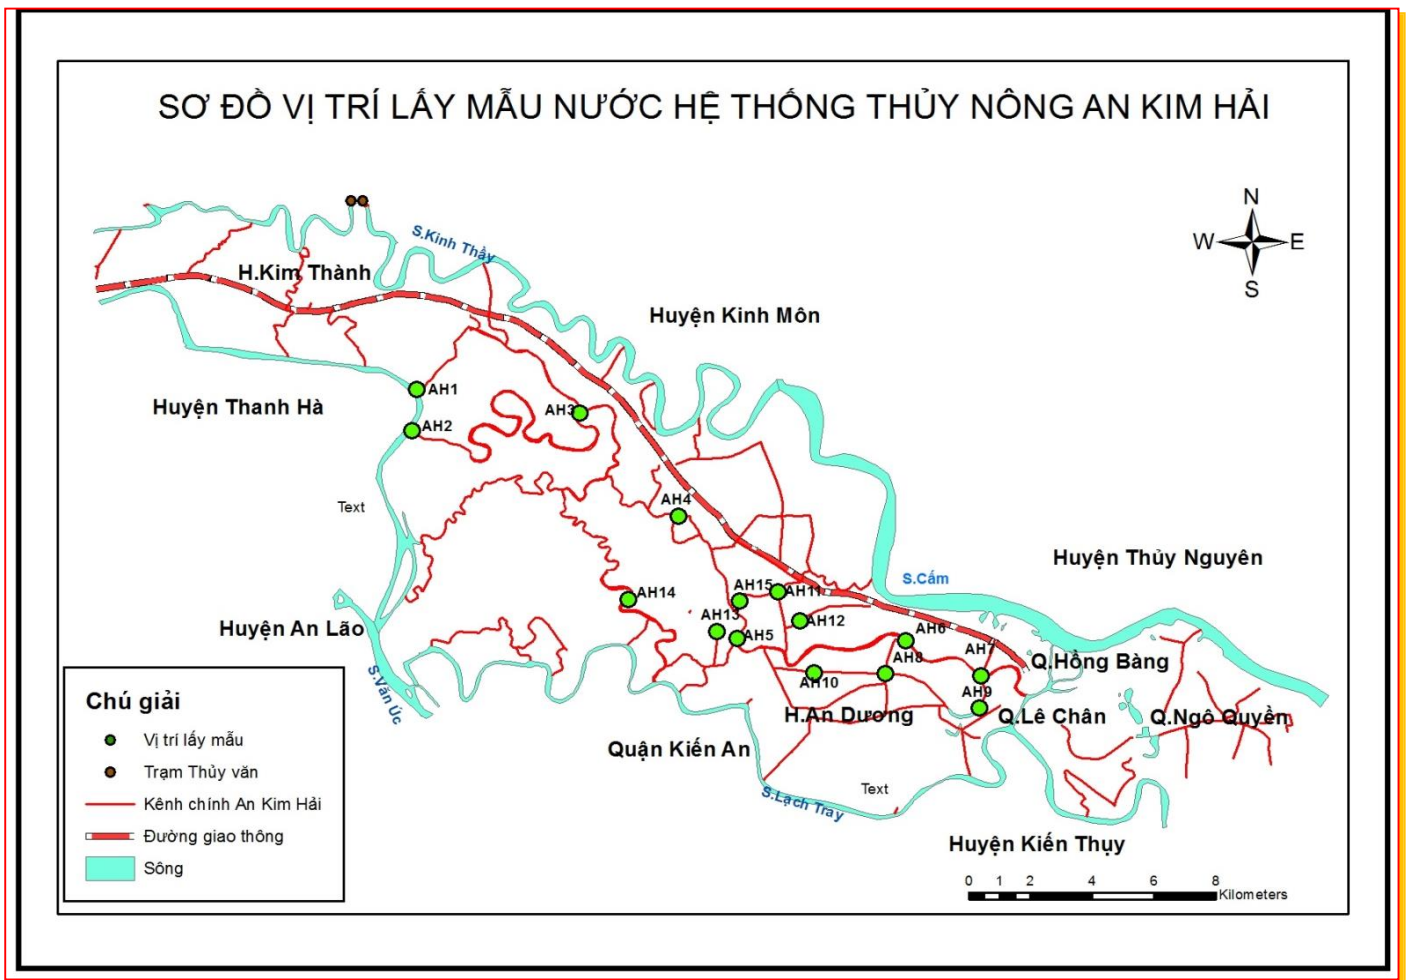 SƠ ĐỒ VỊ TRÍ LẤY MẪU NƯỚC HỆ THỐNG THỦY NÔNG AN KIM HẢI
N
W E
S
S.Kinh Thầy
H.Kim Thành
Huyện Kinh Môn
AH1
Huyện Thanh Hà
AH3
AH2
AH4
Text
Huyện Thủy Nguyên
S.Cấm
AH15
AH11
AH14
AH13
AH12
Huyện An Lão
AH5
AH6
AH7
AH8
Q.Hồng Bàng
AH10
AH9
S.Văn Úc
H.An Dương
Q.Lê Chân
Q.Ngô Quyền
Quận Kiến An
Text
S.Lạch Tray
Huyện Kiến Thụy
Chú giải
Vị trí lấy mẫu
Trạm Thủy văn
Kênh chính An Kim Hải
Đường giao thông
Sông
0 1 2 4 6 8
Kilometers